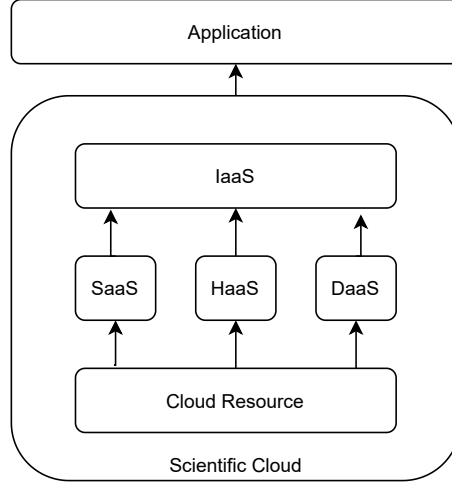 Application
IaaS
SaaS
HaaS
DaaS
Cloud Resource
Scientific Cloud